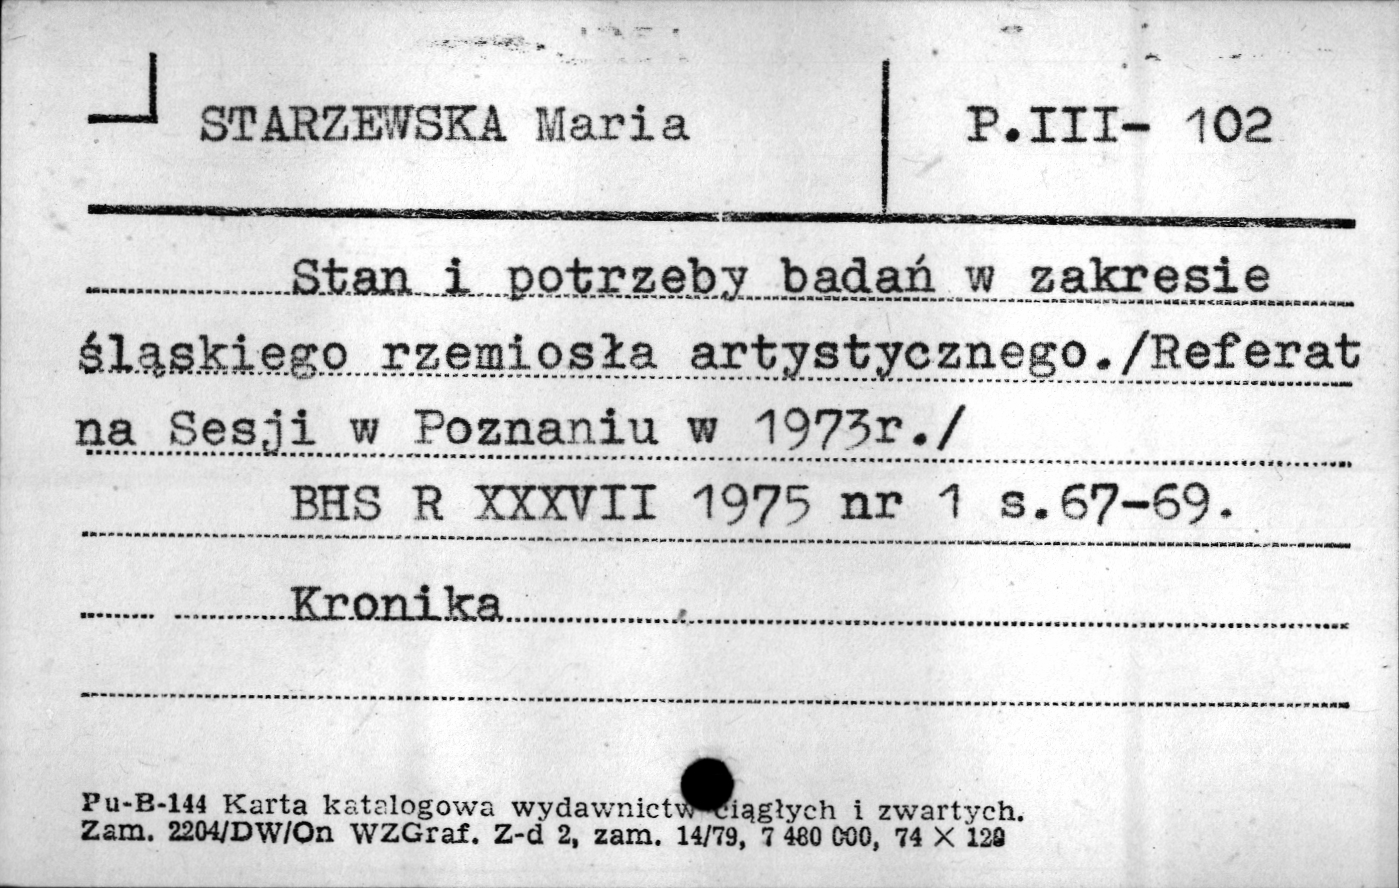 STARZEWSKA Maria P.III- 102
Stan i potrzeby badań w zakresie
śląskiego rzemiosła artystycznego./Referat
na Sesji w Poznaniu w 1973r./
BHS R XXXVII 1975 nr 1 s.67-69.
Kronika
Pu-B-144 Karta katalogowa wydawnictw ciągłych i zwartych.
Zam. 2204/DW/On WZGraf. Z-d 2, zam. 14/79, 7 480 000, 74 X 12